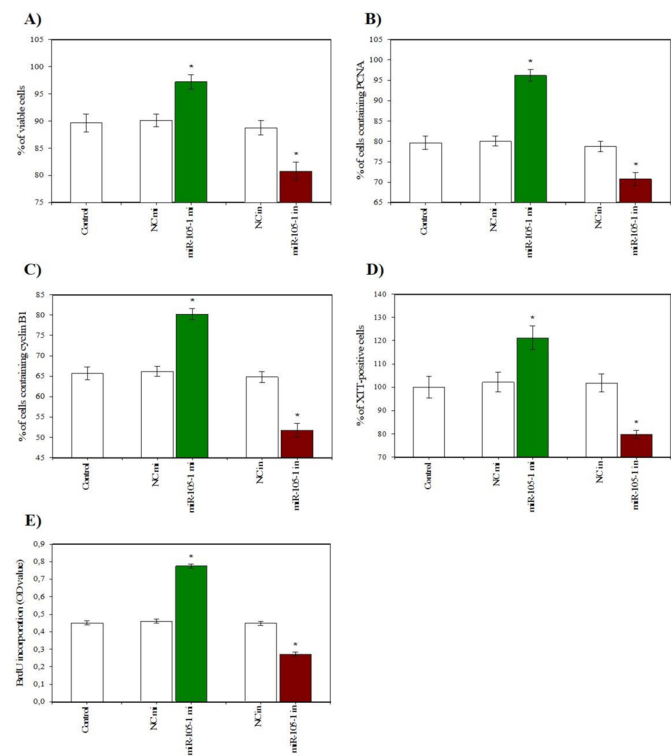 A)
% of viable cells
105
100
95
90
85
80
75
*
*
Control
NC mi
miR-105-1 mi
NC in
miR-105-1 in
B)
% of cells containing PCNA
105
100
95
90
85
80
75
70
65
*
*
Control
NC mi
miR-105-1 mi
NC in
miR-105-1 in
C)
% of cells containing cyclin B1
85
80
75
70
65
60
55
50
45
*
*
Control
NC mi
miR-105-1 mi
NC in
miR-105-1 in
D)
% of XTT-positive cells
140
130
120
110
100
90
80
70
*
*
Control
NC mi
miR-105-1 mi
NC in
miR-105-1 in
E)
BrdU incorporation (OD value)
0,9
0,8
0,7
0,6
0,5
0,4
0,3
0,2
0,1
0,0
*
*
Control
NC mi
miR-105-1 mi
NC in
miR-105-1 in